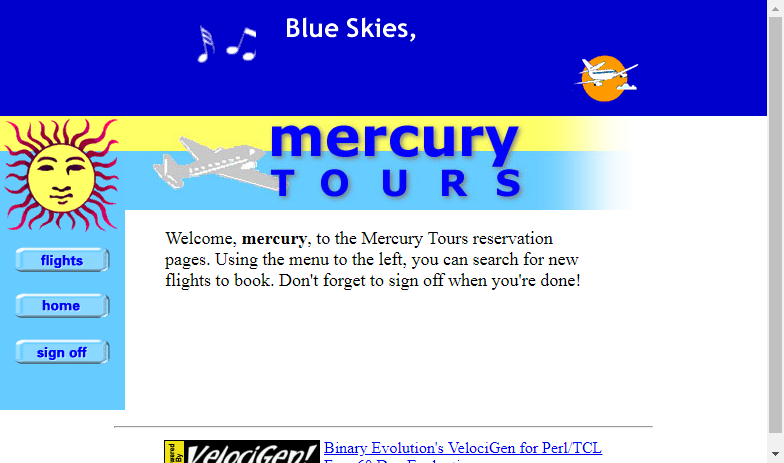 Blue Skies,
mercury
TOURS
Welcome, mercury, to the Mercury Tours reservation
pages. Using the menu to the left, you can search for new
flights to book. Don't forget to sign off when you're done!
flights
home
sign off
VelociGen!
Binary Evolution's VelociGen for Perl/TCL